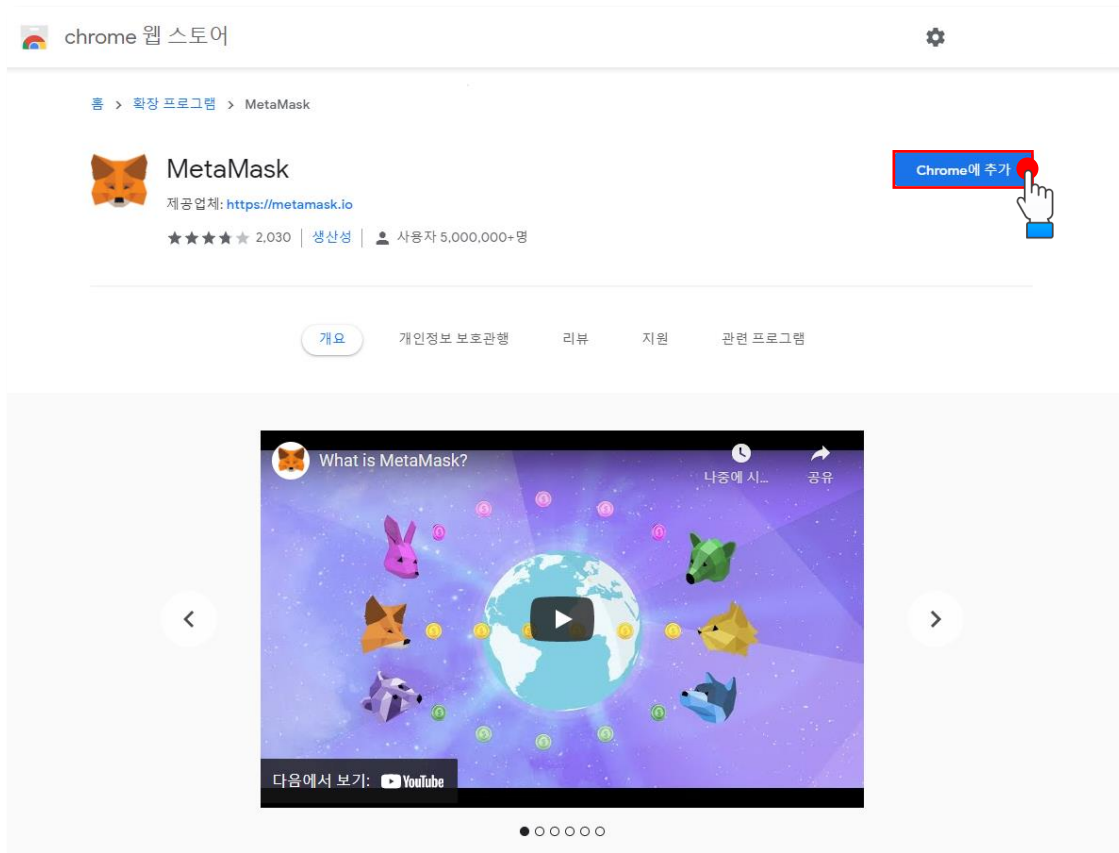 chrome 웹 스토어
홈 > 확장 프로그램 > MetaMask
MetaMask
Chrome에 추가
제공업체: https://metamask.io
2,030 | 생산성 | 사용자 5,000,000+명
개요 개인정보 보호관행 리뷰 지원 관련 프로그램
What is MetaMask?
나중에 시... 공유
다음에서 보기: YouTube